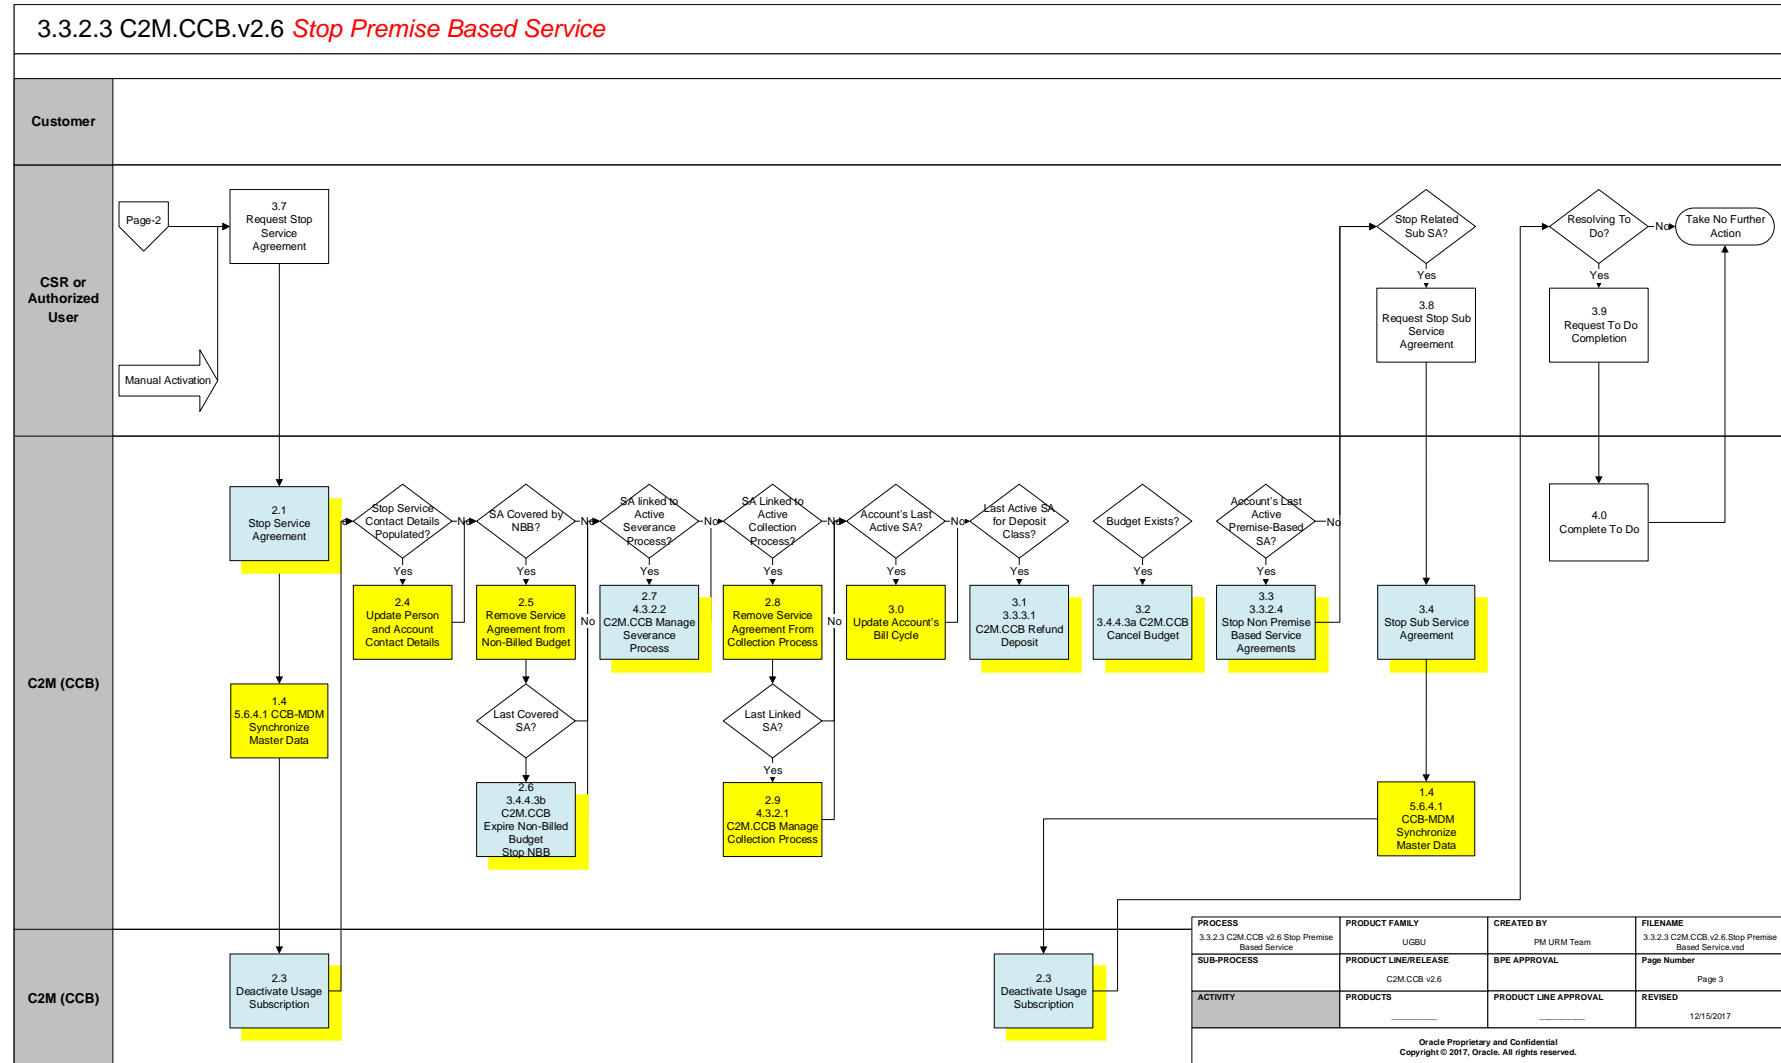 3.3.2.3 C2M.CCB.v2.6 Stop Premise Based Service
Customer
CSR or
Authorized
User
Page-2
3.7
Request Stop
Service
Agreement
Manual Activation
Stop Related
Sub SA?
Yes
3.8
Request Stop Sub
Service
Agreement
Resolving To
Do?
No
Yes
3.9
Request To Do
Completion
Take No Further
Action
C2M (CCB)
2.1
Stop Service
Agreement
1.4
5.6.4.1 CCB-MDM
Synchronize
Master Data
Stop Service
Contact Details
Populated?
No
Yes
2.4
Update Person
and Account
Contact Details
SA Covered by
NBB?
No
Yes
2.5
Remove Service
Agreement from
Non-Billed Budget
No
Last Covered
SA?
2.6
3.4.4.3b
C2M.CCB
Expire Non-Billed
Budget
Stop NBB
SA linked to
Active
Severance
Process?
No
Yes
2.7
4.3.2.2
C2M.CCB Manage
Severance
Process
SA Linked to
Active
Collection
Process?
No
Yes
2.8
Remove Service
Agreement From
Collection Process
No
Last Linked
SA?
Yes
2.9
4.3.2.1
C2M.CCB Manage
Collection Process
Account's Last
Active SA?
No
Yes
3.0
Update Account's
Bill Cycle
Last Active SA
for Deposit
Class?
Yes
3.1
3.3.3.1
C2M.CCB Refund
Deposit
Budget Exists?
Yes
3.2
3.4.4.3a C2M.CCB
Cancel Budget
Account's Last
Active
Premise-Based
SA?
No
Yes
3.3
3.3.2.4
Stop Non Premise
Based Service
Agreements
3.4
Stop Sub Service
Agreement
1.4
5.6.4.1
CCB-MDM
Synchronize
Master Data
4.0
Complete To Do
C2M (CCB)
2.3
Deactivate Usage
Subscription
2.3
Deactivate Usage
Subscription
PROCESS
3.3.2.3 C2M.CCB v2.6 Stop Premise
Based Service
PRODUCT FAMILY
UGBU
CREATED BY
PM URM Team
FILENAME
3.3.2.3 C2M.CCB.v2.6.Stop Premise
Based Service.vsd
SUB-PROCESS
PRODUCT LINE/RELEASE
C2M.CCB v2.6
BPE APPROVAL
Page Number
Page 3
ACTIVITY
PRODUCTS
PRODUCT LINE APPROVAL
REVISED
12/15/2017
Oracle Proprietary and Confidential
Copyright © 2017, Oracle. All rights reserved.